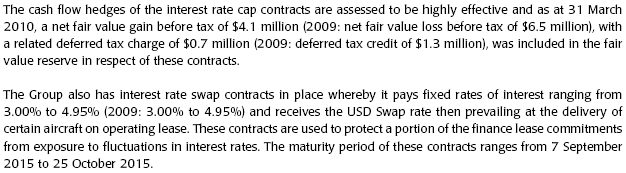 The cash flow hedges of the interest rate cap contracts are assessed to be highly effective and as at 31 March
2010, a net fair value gain before tax of $4.1 million (2009: net fair value loss before tax of $6.5 million), with
a related deferred tax charge of $0.7 million (2009: deferred tax credit of $1.3 million), was included in the fair
value reserve in respect of these contracts.
The Group also has interest rate swap contracts in place whereby it pays fixed rates of interest ranging from
3.00% to 4.95% (2009: 3.00% to 4.95%) and receives the USD Swap rate then prevailing at the delivery of
certain aircraft on operating lease. These contracts are used to protect a portion of the finance lease commitments
from exposure to fluctuations in interest rates. The maturity period of these contracts ranges from 7 September
2015 to 25 October 2015.